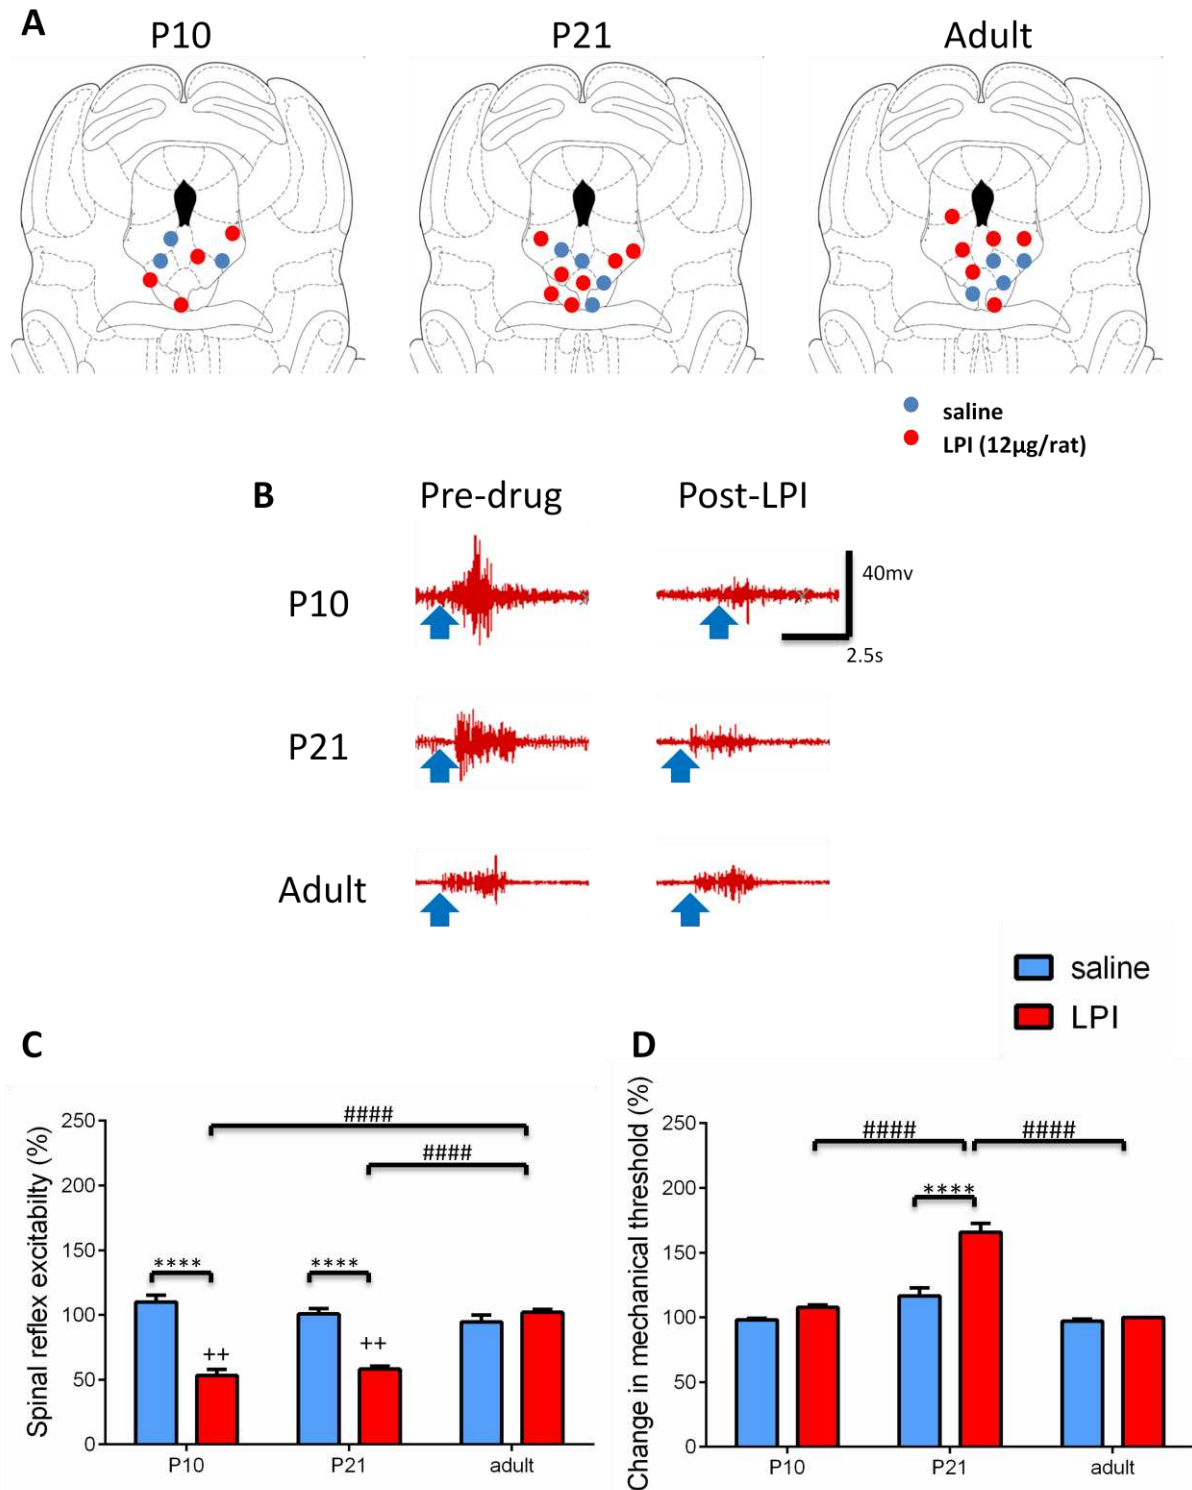 A
P10 P21 Adult
saline
LPI (12µg/rat)
B
Pre-drug Post-LPI
P10
40mv
2.5s
P21
Adult
saline
LPI
C
Spinal reflex excitabilty (%)
250
200
150
100
50
0
####
####
****
****
++
++
P10 P21 adult
D
Change in mechanical threshold (%)
250
200
150
100
50
0
#### ####
****
P10 P21 adult